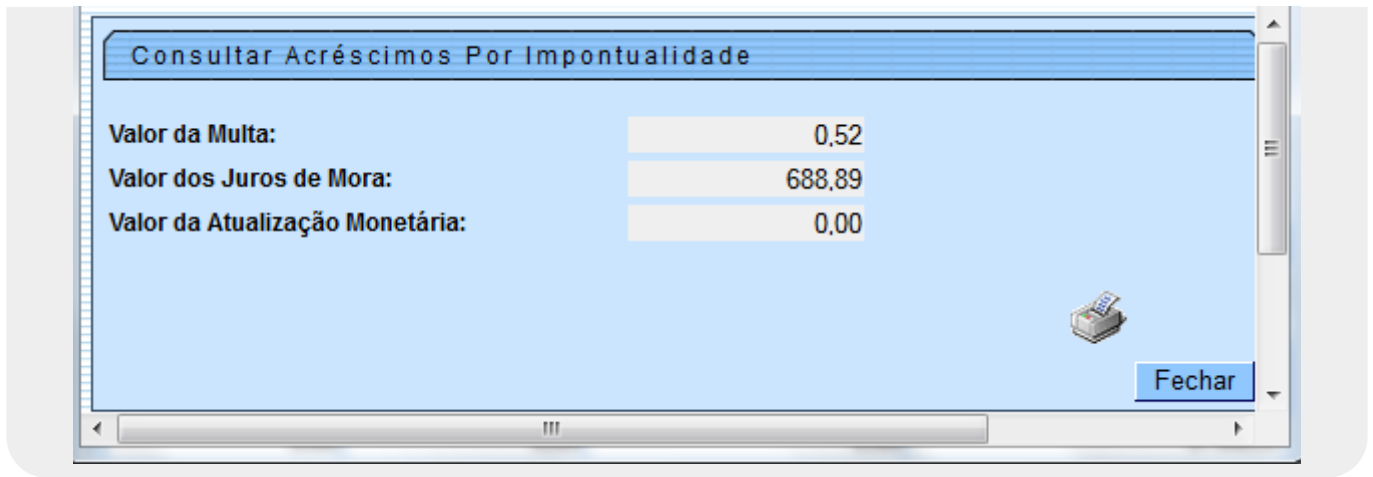 Consultar Acréscimos Por Impontualidade
Valor da Multa: 0,52
Valor dos Juros de Mora: 688,89
Valor da Atualização Monetária: 0,00
Fechar